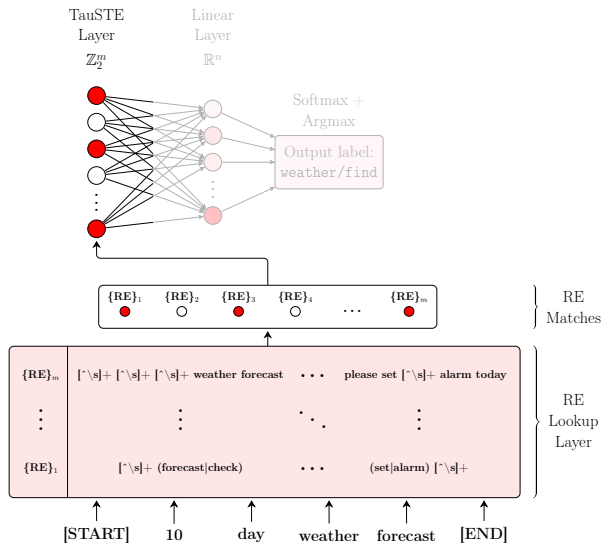 TauSTE
Layer
ℤ₂ᵐ
Linear
Layer
ℝⁿ
Softmax +
Argmax
Output label:
weather/find
{RE}₁ {RE}₂ {RE}₃ {RE}₄ {RE}ₘ
· · ·
RE
Matches
{RE}ₘ [^\s]+ [^\s]+ [^\s]+ weather forecast · · · please set [^\s]+ alarm today
{RE}₁ [^\s]+ (forecast|check) · · · (set|alarm) [^\s]+
RE
Lookup
Layer
[START] 10 day weather forecast [END]